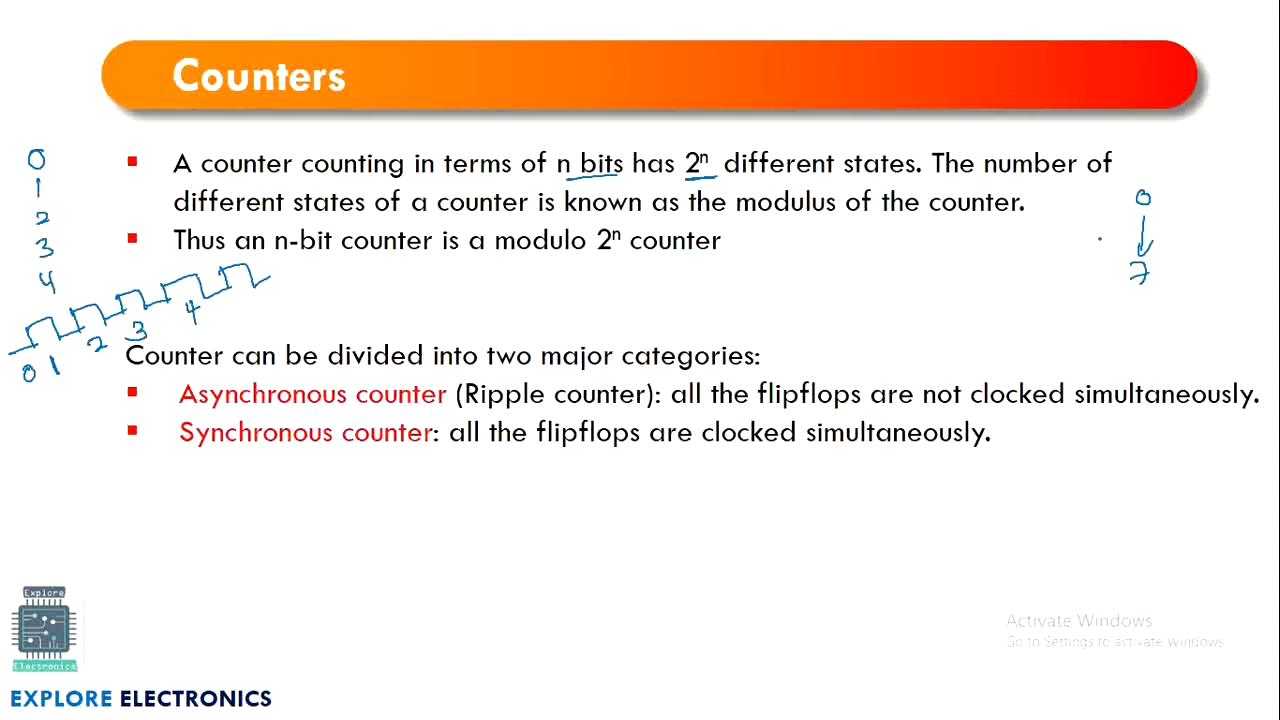 Counters
0
1
2
3
4
▪ A counter counting in terms of n bits has 2ⁿ different states. The number of
different states of a counter is known as the modulus of the counter.
▪ Thus an n-bit counter is a modulo 2ⁿ counter
0
7
0 1 2 3 4
Counter can be divided into two major categories:
▪ Asynchronous counter (Ripple counter): all the flipflops are not clocked simultaneously.
▪ Synchronous counter: all the flipflops are clocked simultaneously.
Explore
Electronics
EXPLORE ELECTRONICS
Activate Windows
Go to Settings to activate Windows